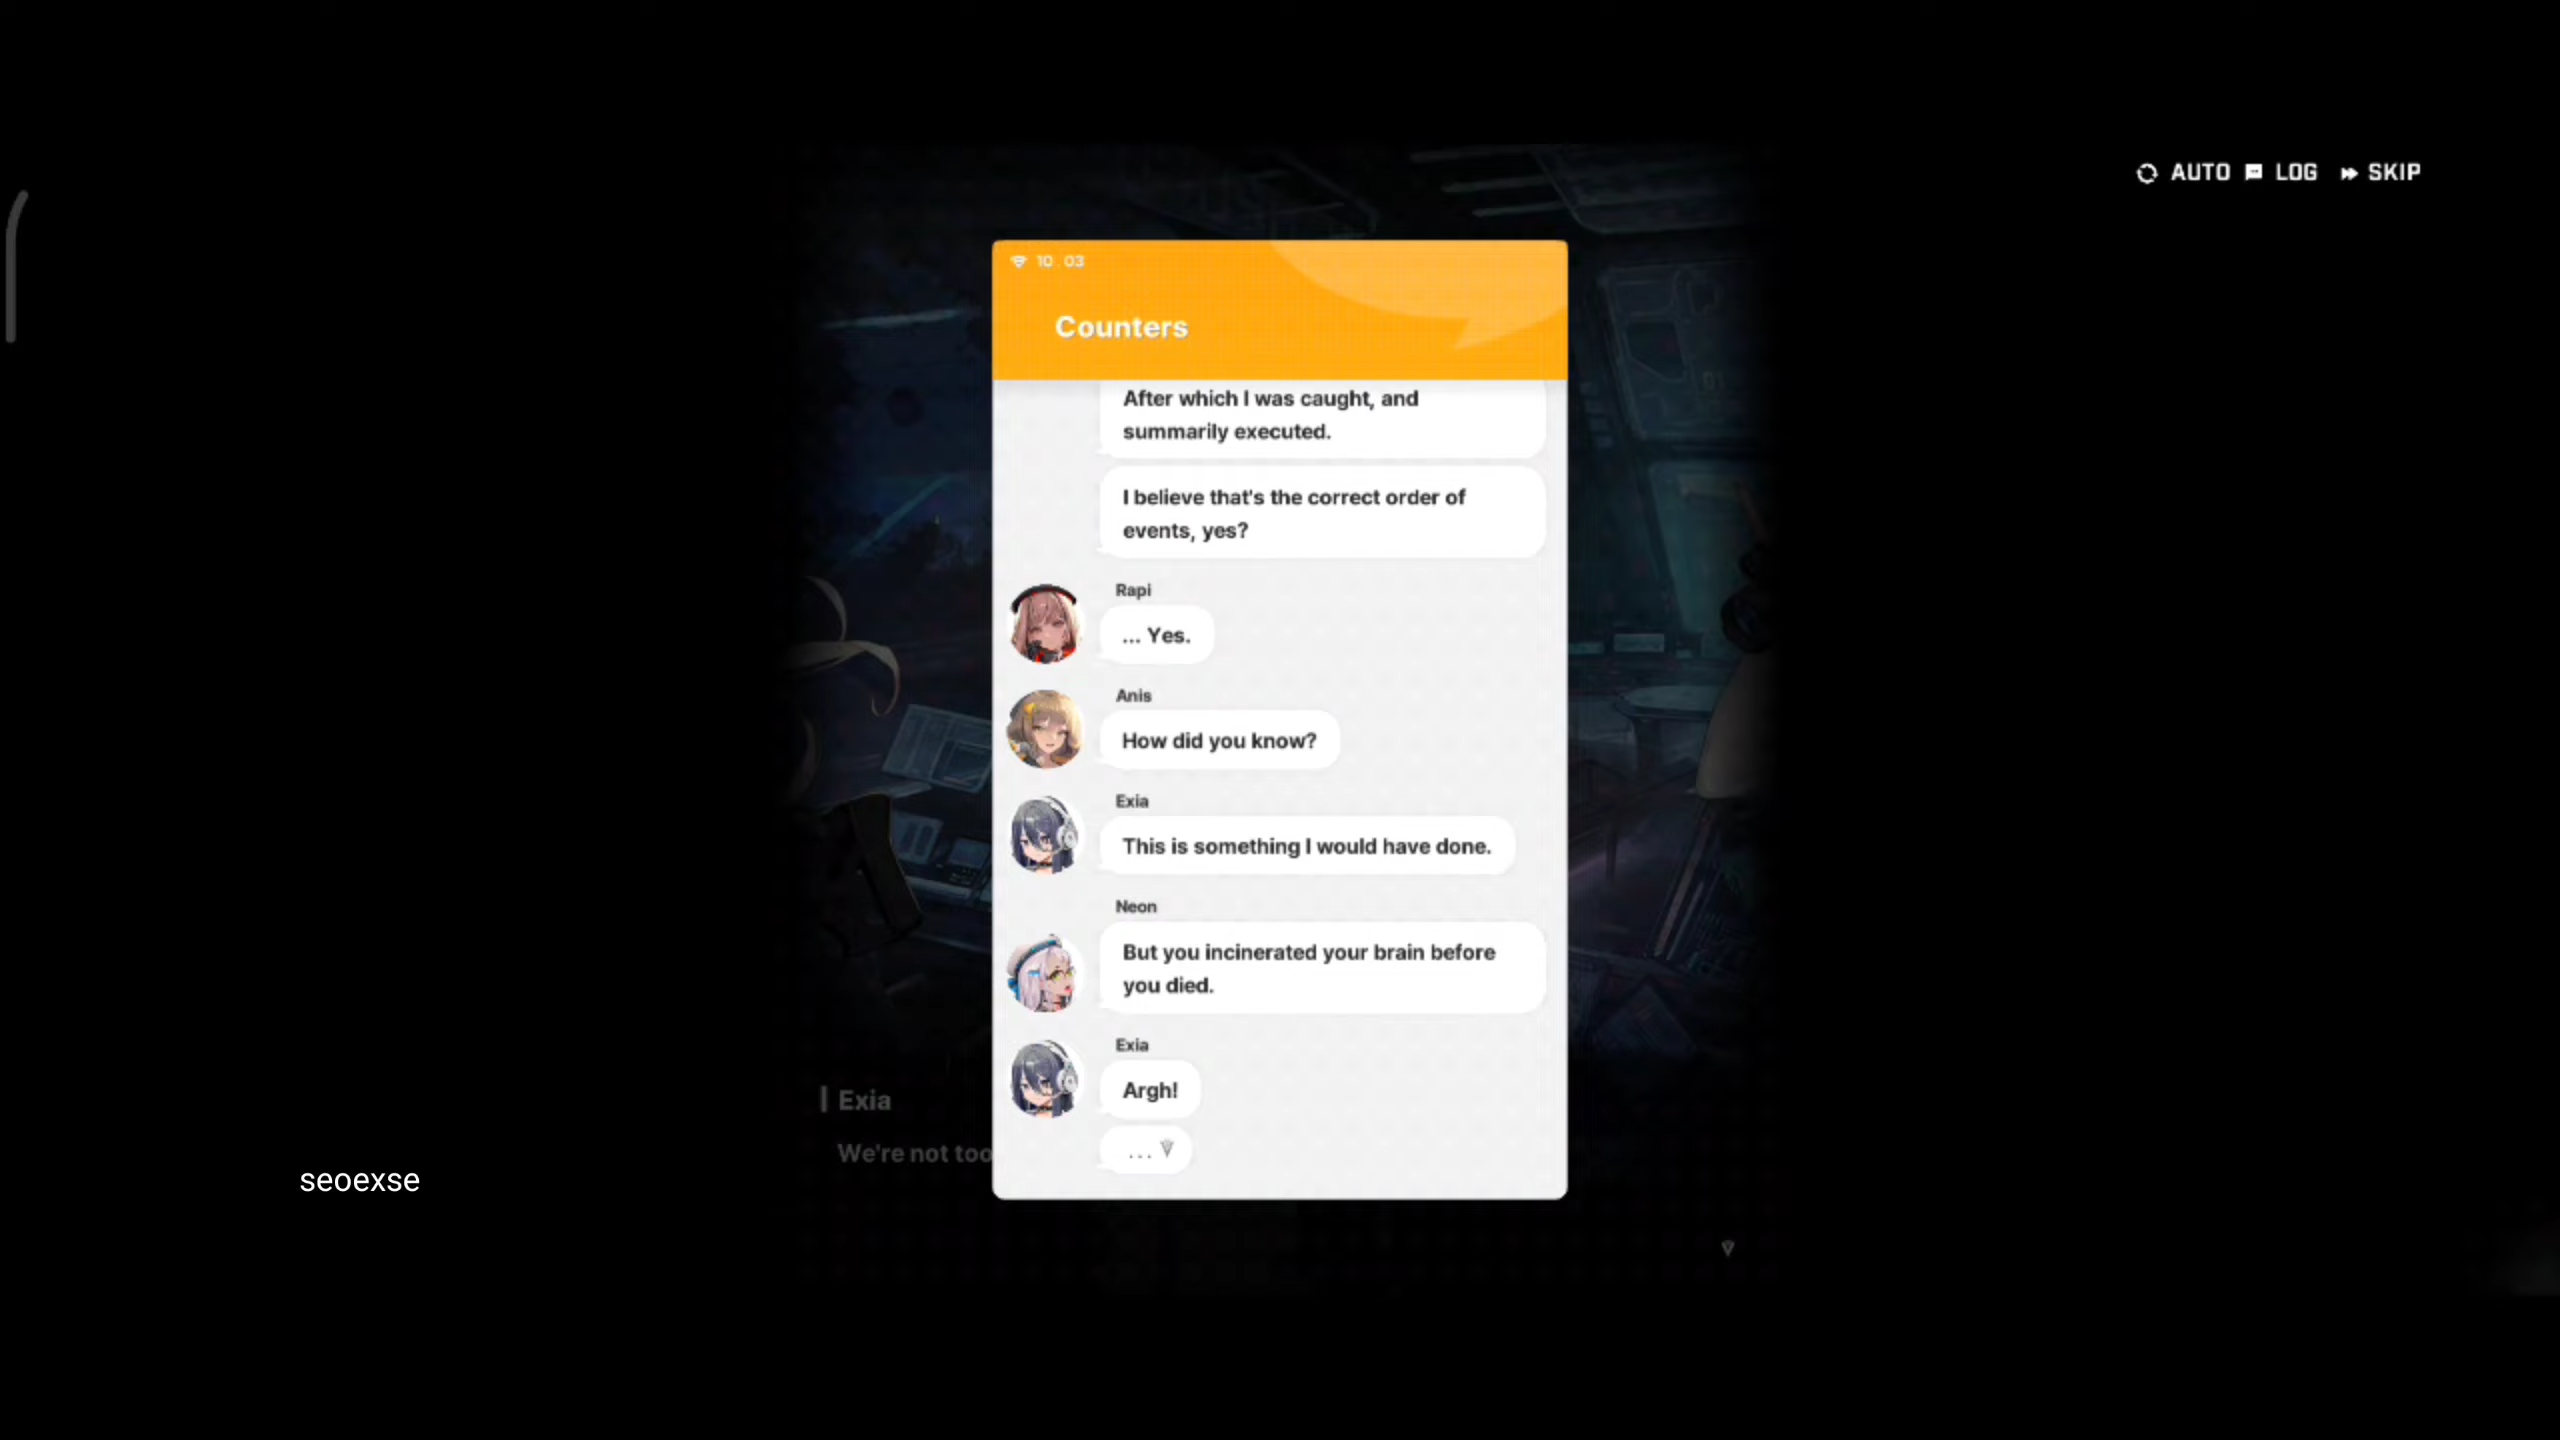 AUTO LOG SKIP
10 : 03
Counters
After which I was caught, and
summarily executed.
I believe that's the correct order of
events, yes?
Rapi
... Yes.
Anis
How did you know?
Exia
This is something I would have done.
Neon
But you incinerated your brain before
you died.
Exia
Argh!
...
Exia
We're not too
seoexse